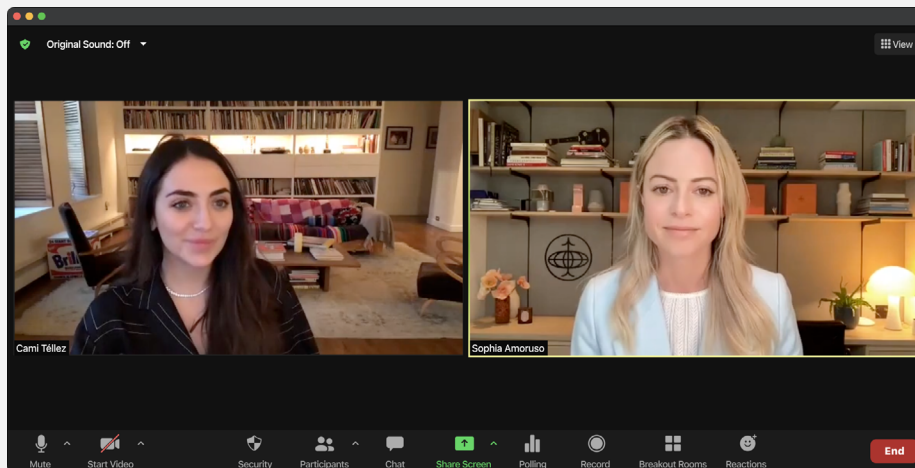 Original Sound: Off
View
Bril
Cami Téllez
Sophia Amoruso
Mute
Start Video
Security
Participants
Chat
Share Screen
Polling
Record
Breakout Rooms
Reactions
End